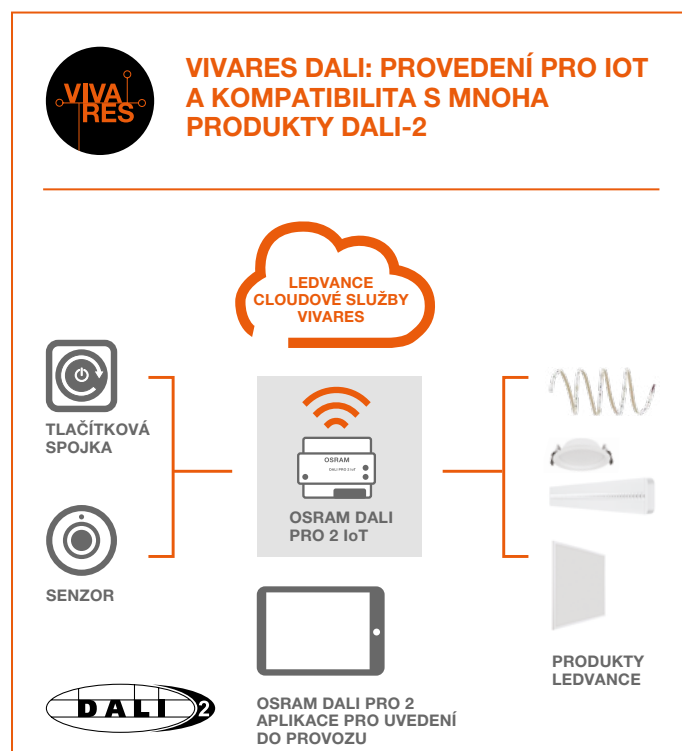 VIVA
RES
VIVARES DALI: PROVEDENÍ PRO IOT
A KOMPATIBILITA S MNOHA
PRODUKTY DALI-2
LEDVANCE
CLOUDOVÉ SLUŽBY
VIVARES
TLAČÍTKOVÁ
SPOJKA
OSRAM
DALI PRO 2 IoT
OSRAM DALI
PRO 2 IoT
SENZOR
PRODUKTY
LEDVANCE
DALI 2
OSRAM DALI PRO 2
APLIKACE PRO UVEDENÍ
DO PROVOZU